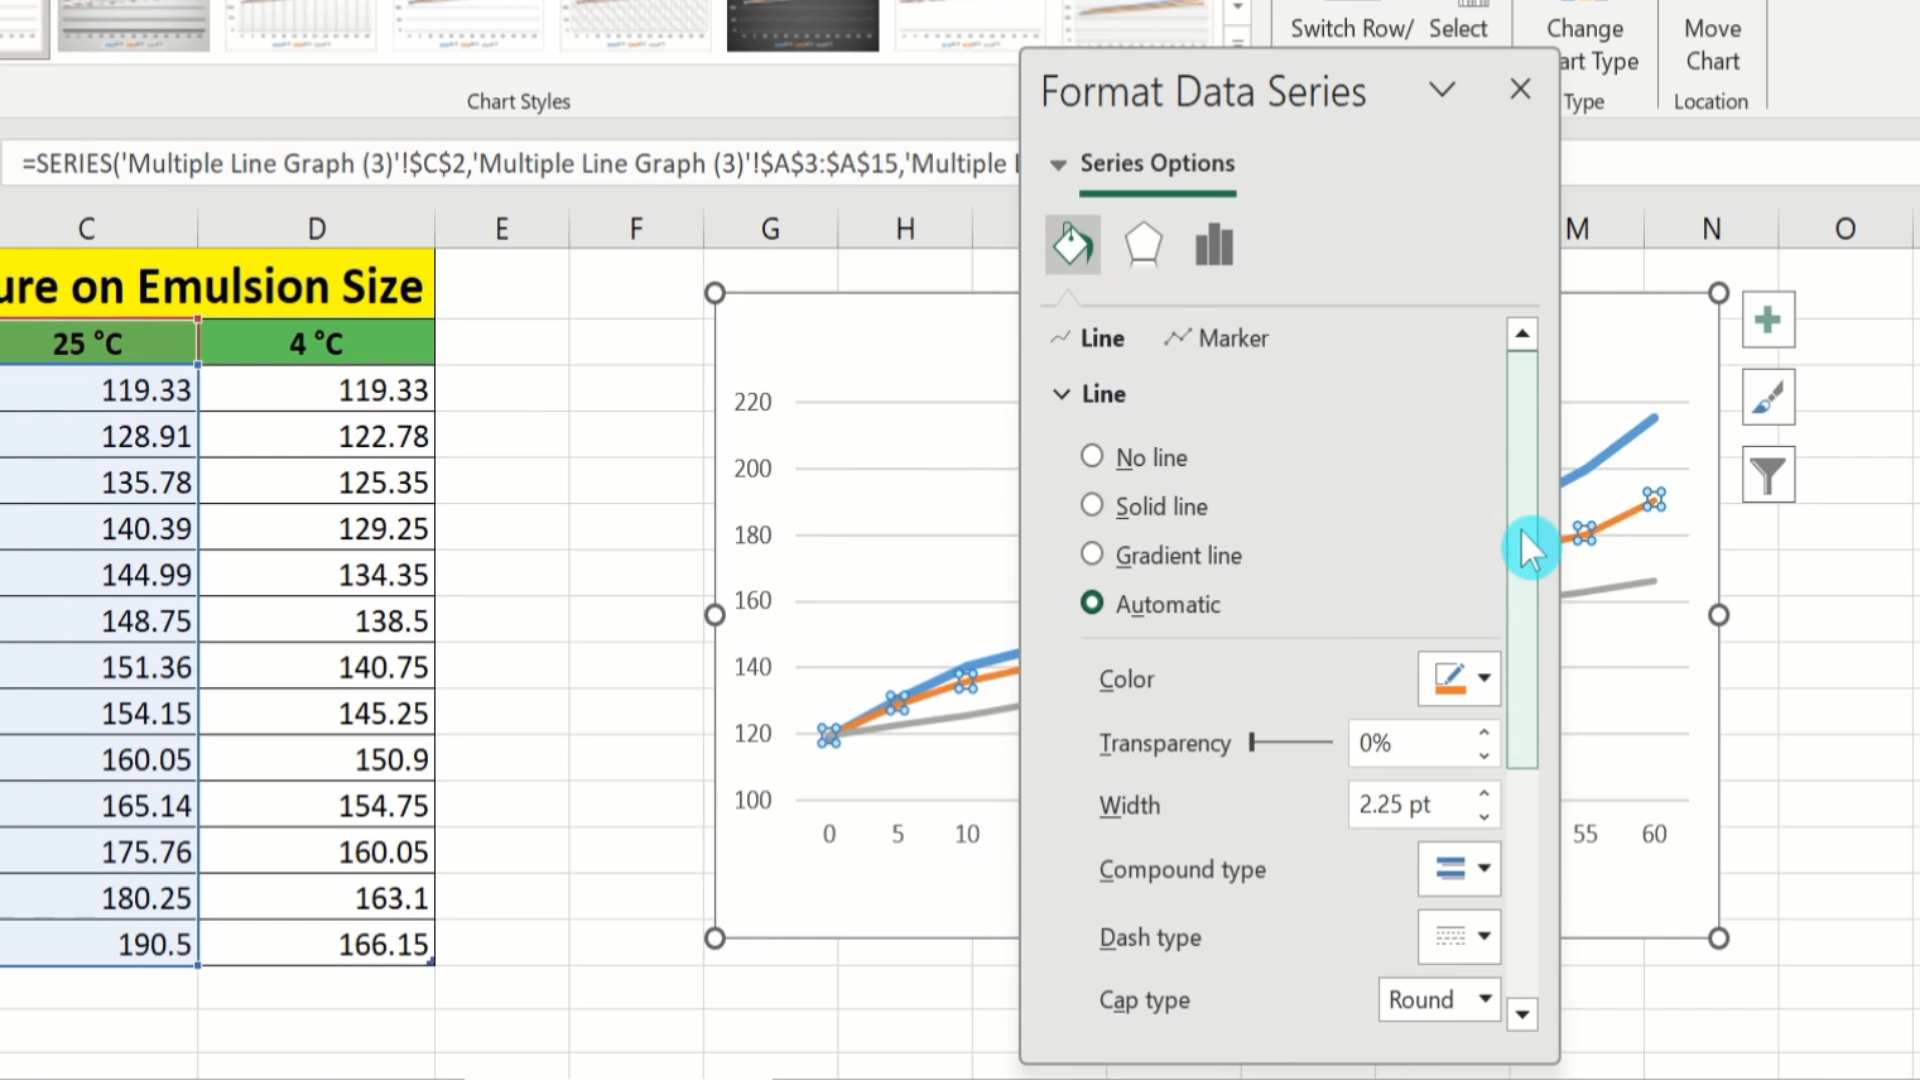 Switch Row/ Select
Change
art Type
Move
Chart
Chart Styles
Type
Location
Format Data Series
=SERIES('Multiple Line Graph (3)'!$C$2,'Multiple Line Graph (3)'!$A$3:$A$15,'Multiple
Series Options
C D E F G H M N O
ure on Emulsion Size
25 °C 4 °C
119.33 119.33
128.91 122.78
135.78 125.35
140.39 129.25
144.99 134.35
148.75 138.5
151.36 140.75
154.15 145.25
160.05 150.9
165.14 154.75
175.76 160.05
180.25 163.1
190.5 166.15
220
200
180
160
140
120
100
0 5 10 55 60
Line Marker
Line
No line
Solid line
Gradient line
Automatic
Color
Transparency 0%
Width 2.25 pt
Compound type
Dash type
Cap type Round